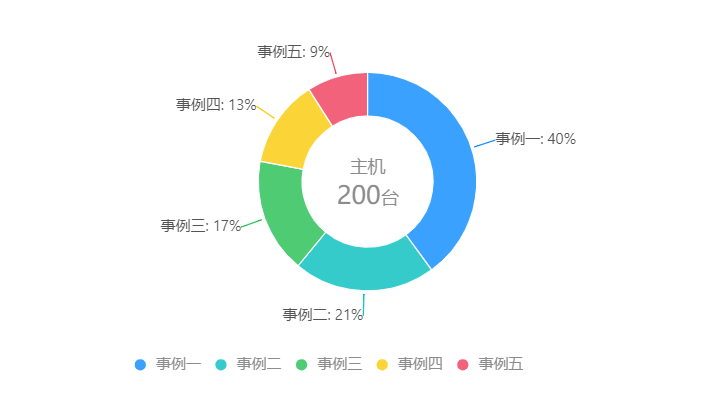 事例五: 9%
事例四: 13%
事例一: 40%
主机
200台
事例三: 17%
事例二: 21%
事例一 事例二 事例三 事例四 事例五